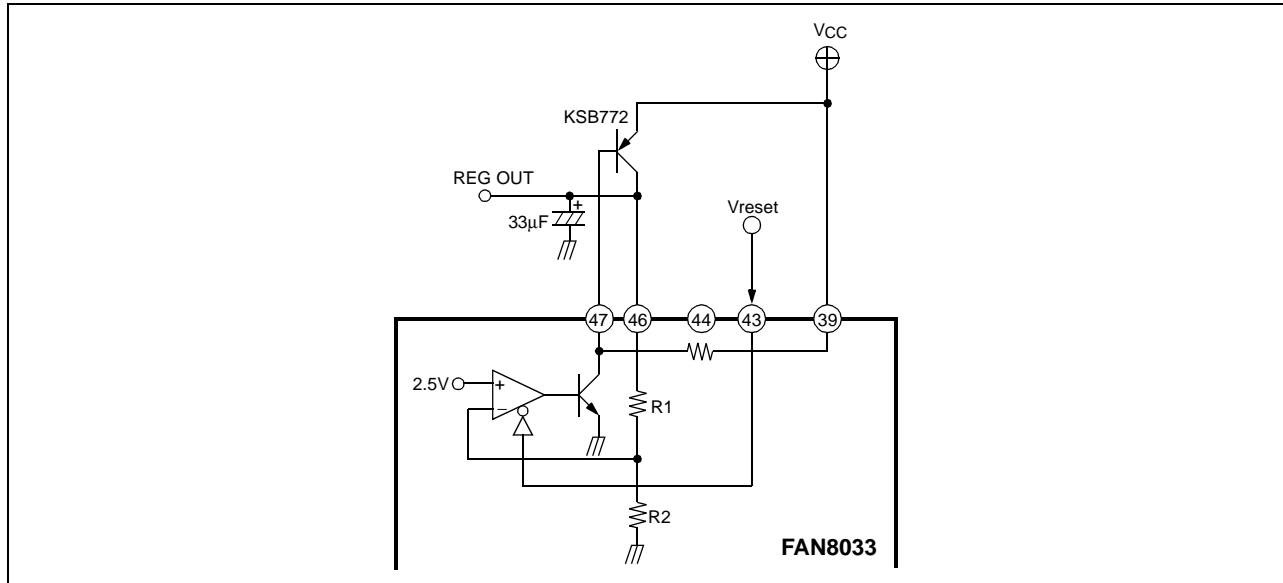 VCC
KSB772
REG OUT
+
33µF
Vreset
47
46
44
43
39
2.5V
+
−
R1
R2
FAN8033